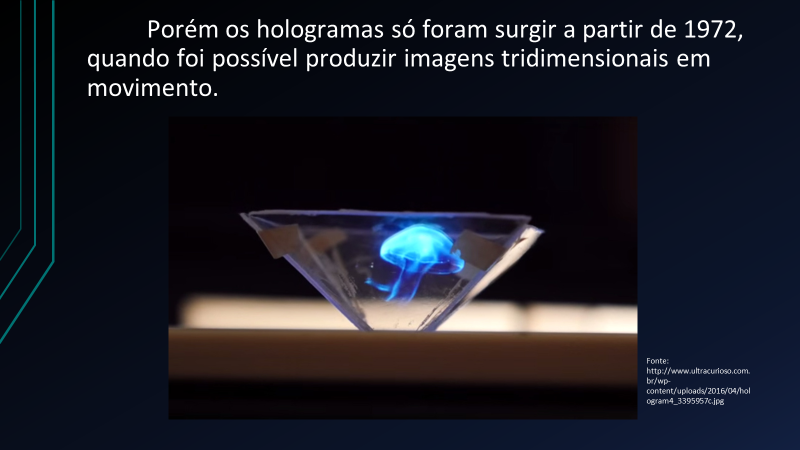 Porém os hologramas só foram surgir a partir de 1972,
quando foi possível produzir imagens tridimensionais em
movimento.
Fonte:
http://www.ultracurioso.com.
br/wp-
content/uploads/2016/04/hol
ogram4_3395957c.jpg